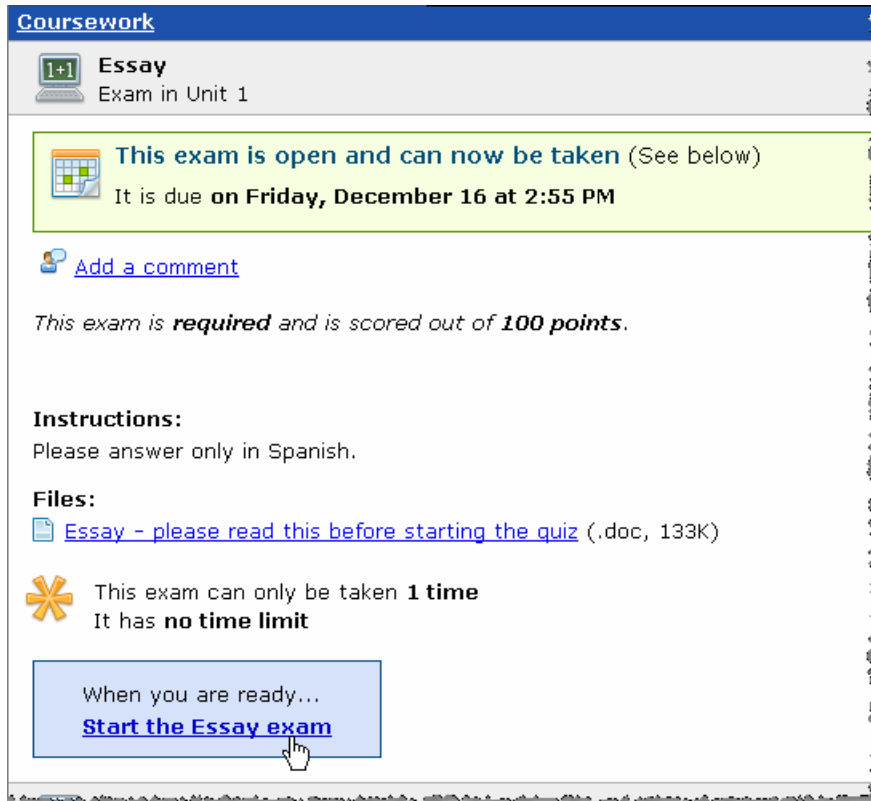 Coursework
1+1
Essay
Exam in Unit 1
This exam is open and can now be taken (See below)
It is due on Friday, December 16 at 2:55 PM
Add a comment
This exam is required and is scored out of 100 points.
Instructions:
Please answer only in Spanish.
Files:
Essay – please read this before starting the quiz (.doc, 133K)
This exam can only be taken 1 time
It has no time limit
When you are ready...
Start the Essay exam